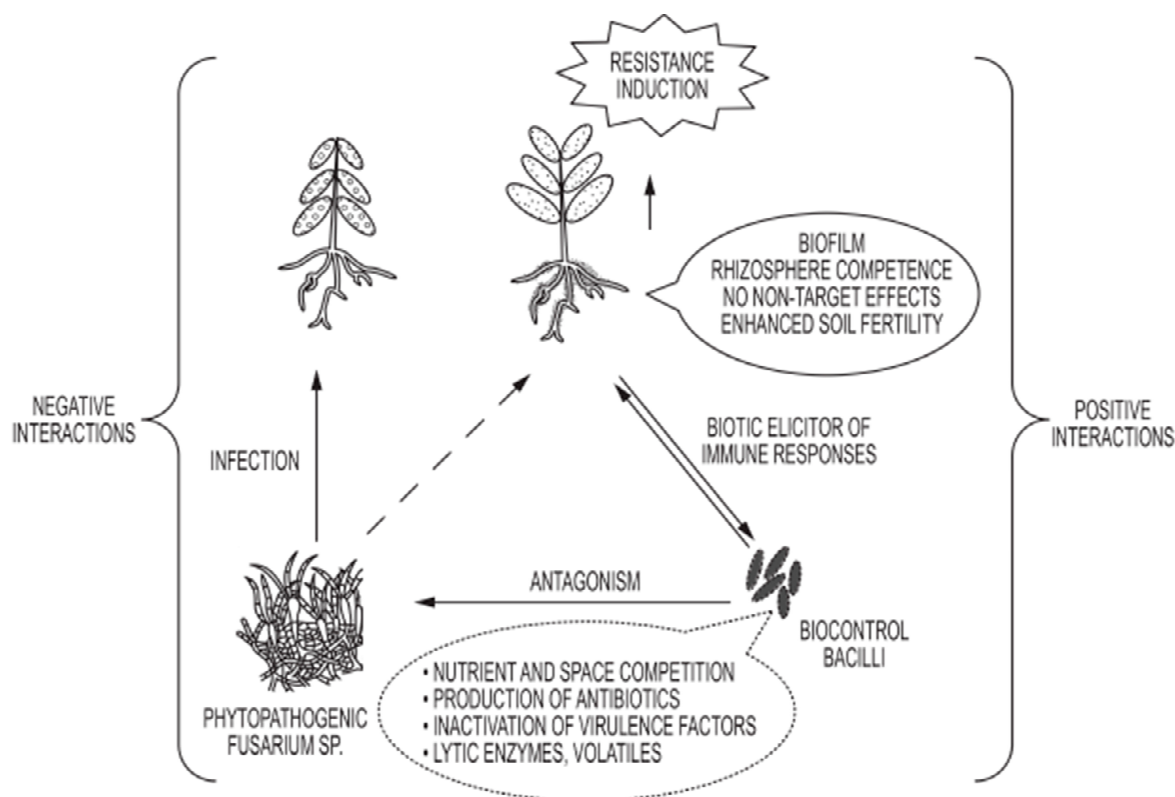 RESISTANCE
INDUCTION
BIOFILM
RHIZOSPHERE COMPETENCE
NO NON-TARGET EFFECTS
ENHANCED SOIL FERTILITY
NEGATIVE
INTERACTIONS
POSITIVE
INTERACTIONS
INFECTION
BIOTIC ELICITOR OF
IMMUNE RESPONSES
ANTAGONISM
BIOCONTROL
BACILLI
• NUTRIENT AND SPACE COMPETITION
• PRODUCTION OF ANTIBIOTICS
• INACTIVATION OF VIRULENCE FACTORS
• LYTIC ENZYMES, VOLATILES
PHYTOPATHOGENIC
FUSARIUM SP.